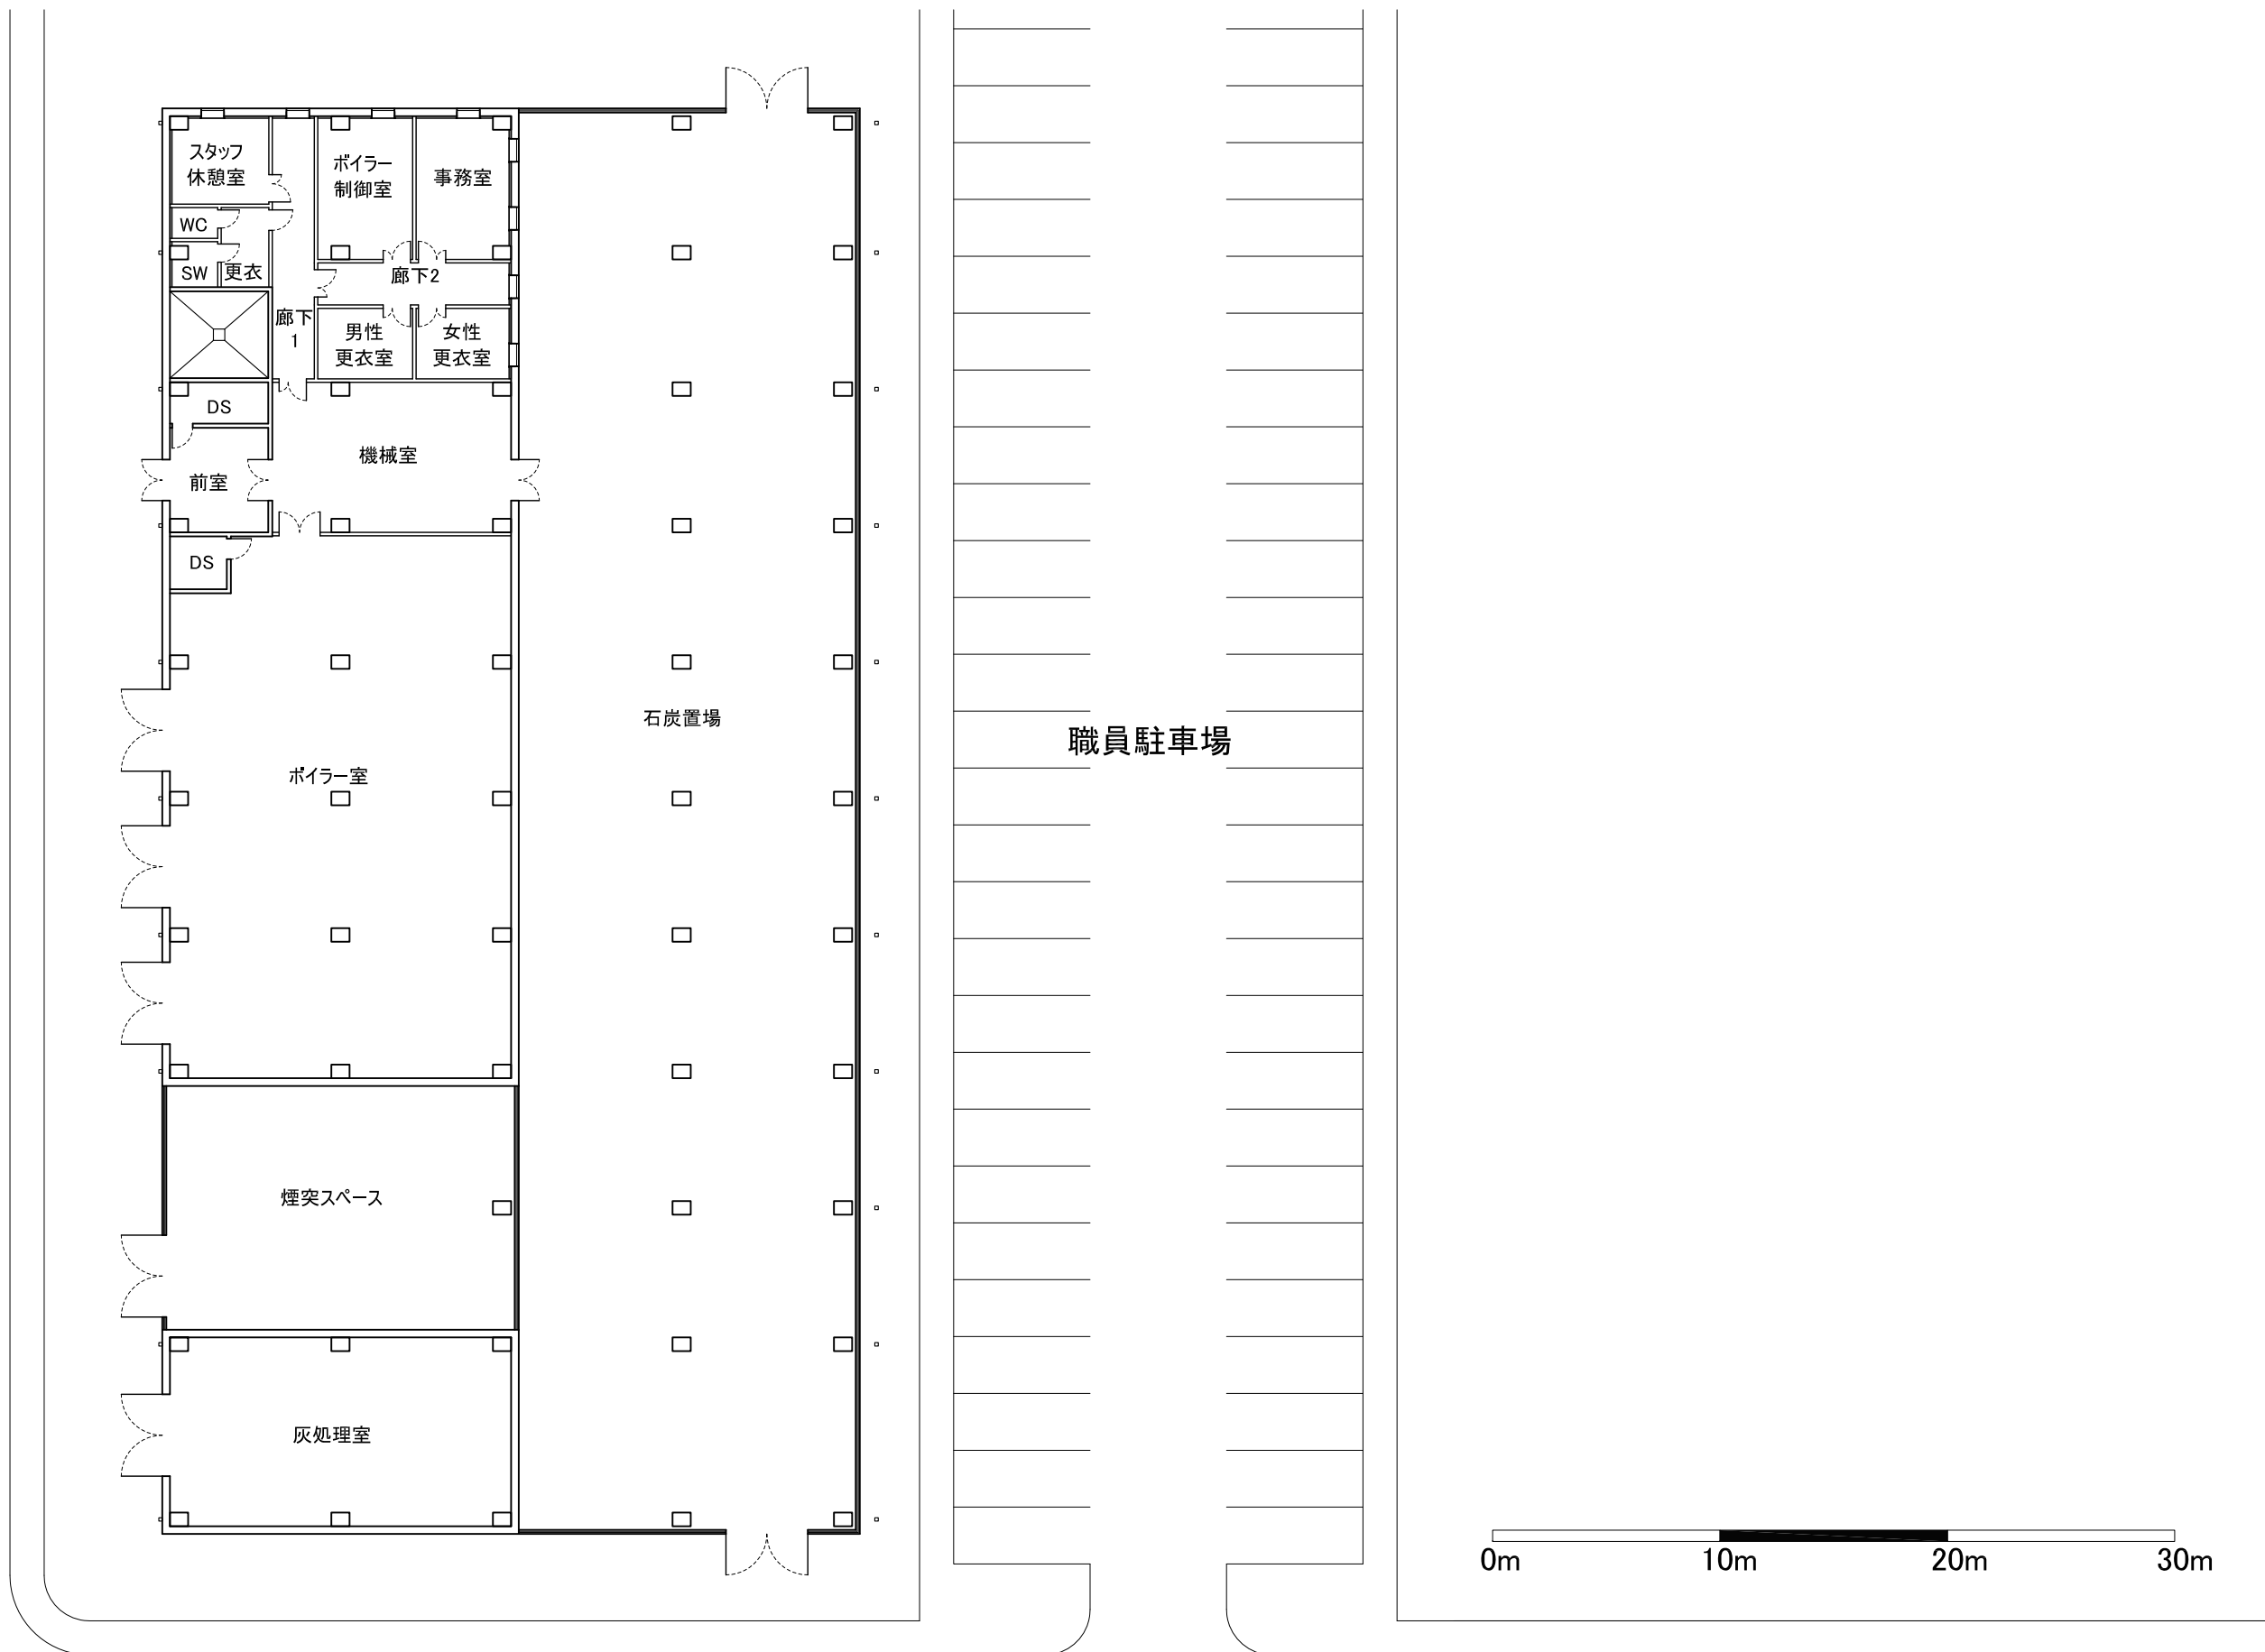 スタッフ
休憩室
ボイラー
制御室
事務室
WC
SW
更衣
廊下2
廊下
1
男性
更衣室
女性
更衣室
DS
機械室
前室
DS
石炭置場
職員駐車場
ボイラー室
煙突スペース
灰処理室
0m
10m
20m
30m